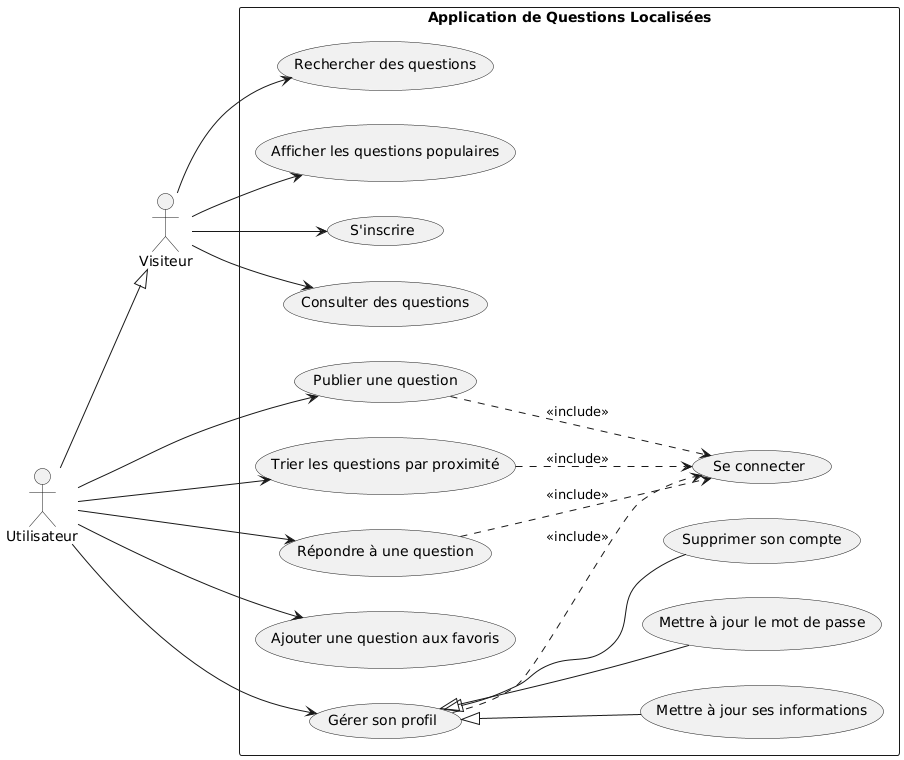 Application de Questions Localisées
Rechercher des questions
Afficher les questions populaires
S'inscrire
Visiteur
Consulter des questions
Publier une question
«include»
Trier les questions par proximité
«include»
Se connecter
«include»
Utilisateur
«include»
Répondre à une question
Supprimer son compte
Mettre à jour le mot de passe
Ajouter une question aux favoris
Mettre à jour ses informations
Gérer son profil